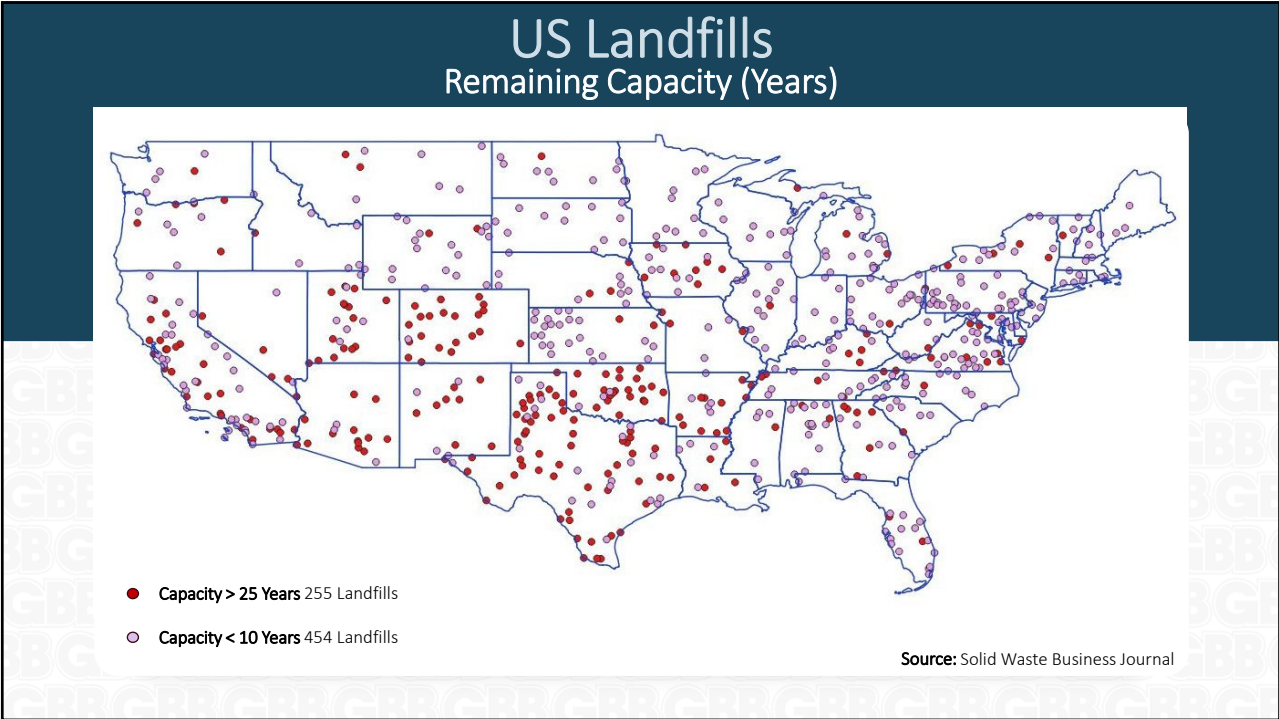 US Landfills
Remaining Capacity (Years)
Capacity > 25 Years 255 Landfills
Capacity < 10 Years 454 Landfills
Source: Solid Waste Business Journal
GBB